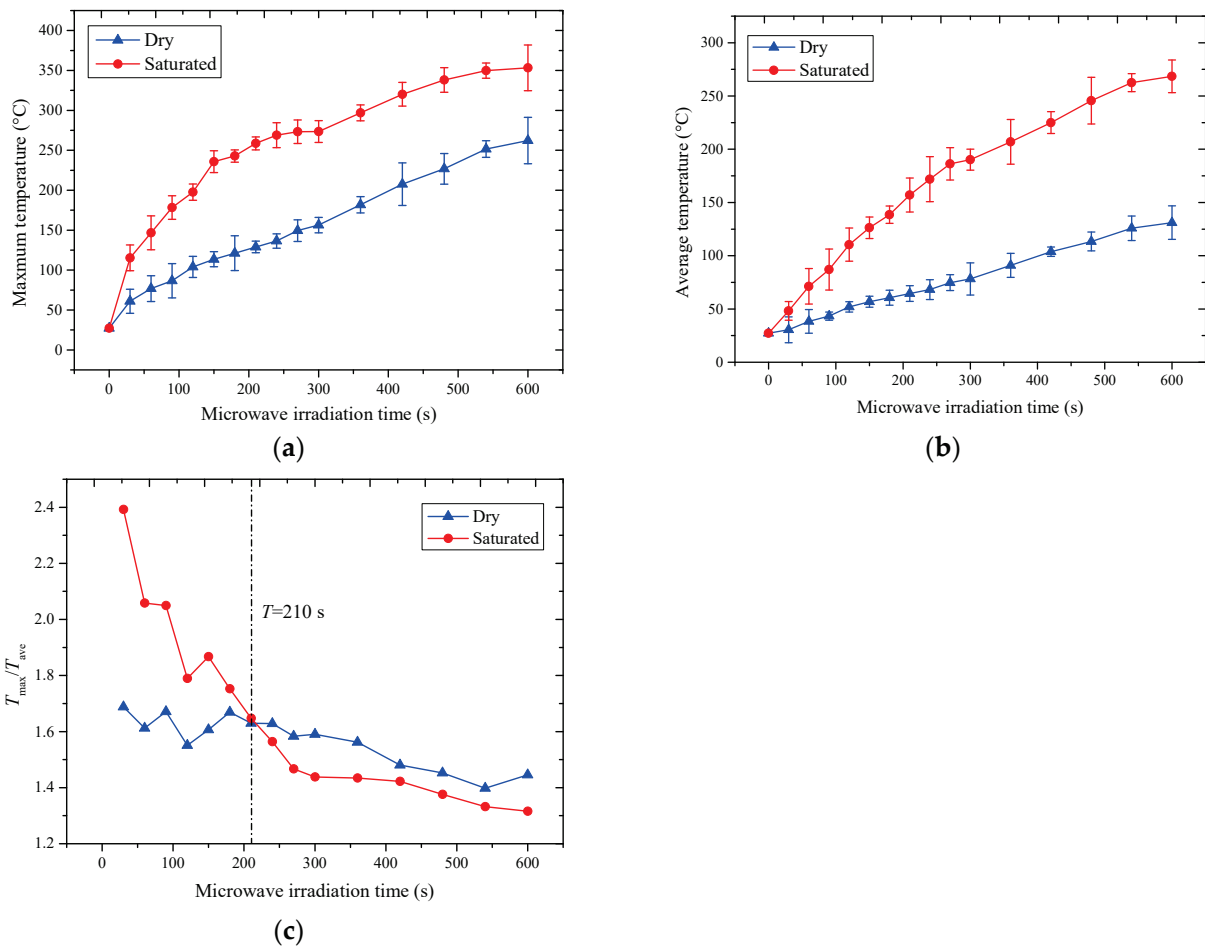 400
350
300
250
200
150
100
50
0
Maxmum temperature (°C)
Dry
Saturated
0 100 200 300 400 500 600
Microwave irradiation time (s)
(a)
300
250
200
150
100
50
0
Average temperature (°C)
Dry
Saturated
0 100 200 300 400 500 600
Microwave irradiation time (s)
(b)
2.4
2.2
2.0
1.8
1.6
1.4
1.2
Tmax/Tave
Dry
Saturated
T=210 s
0 100 200 300 400 500 600
Microwave irradiation time (s)
(c)